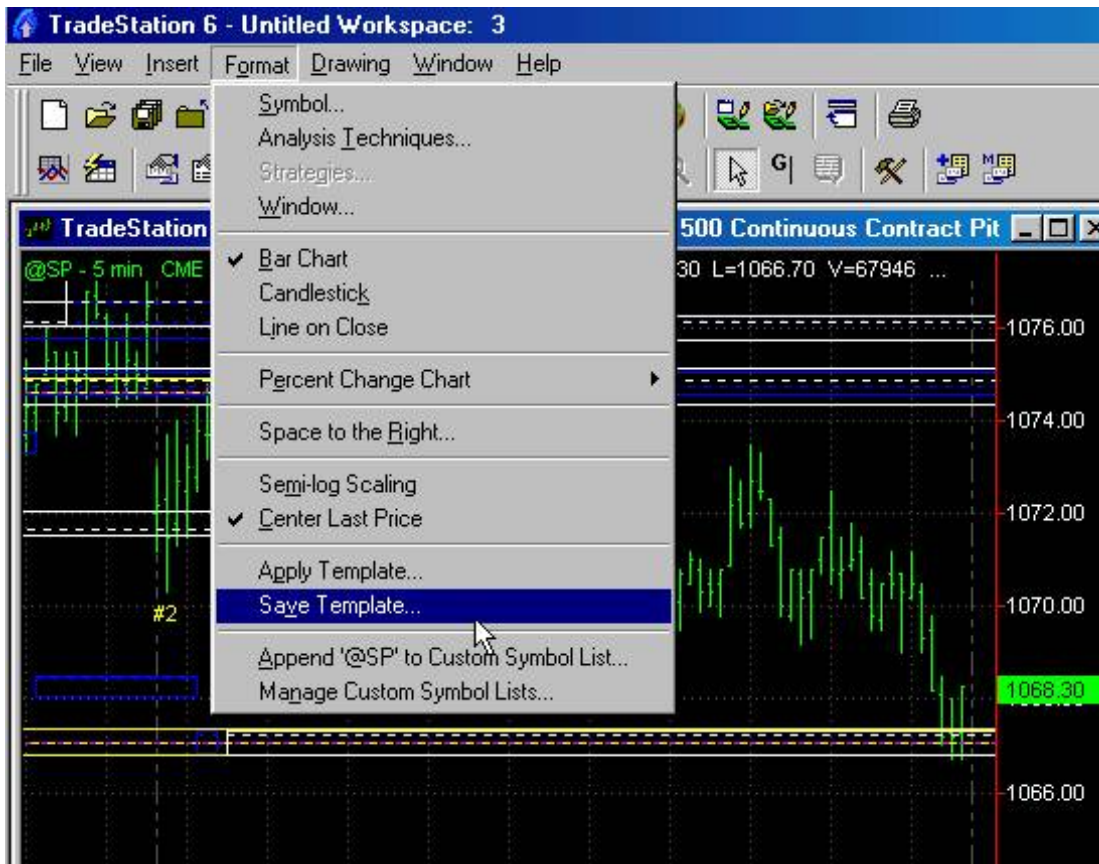 TradeStation 6 - Untitled Workspace: 3
File View Insert Format Drawing Window Help
Symbol...
Analysis Techniques...
Strategies...
Window...
Bar Chart
Candlestick
Line on Close
Percent Change Chart
Space to the Right...
Semi-log Scaling
Center Last Price
Apply Template...
Save Template...
Append '@SP' to Custom Symbol List...
Manage Custom Symbol Lists...
G
M
TradeStation
500 Continuous Contract Pit
@SP - 5 min CME
30 L=1066.70 V=67946 ...
1076.00
1074.00
1072.00
#2
1070.00
1068.30
1066.00